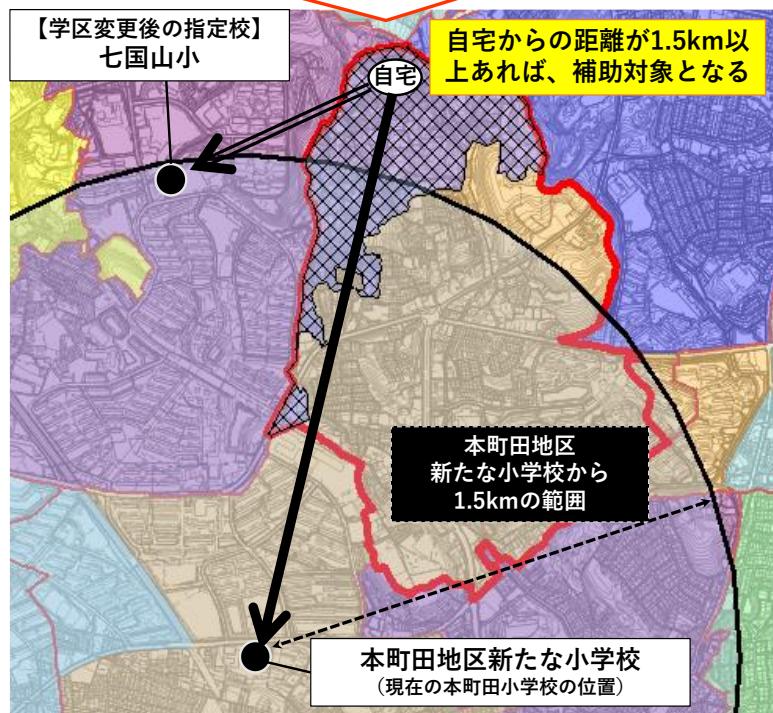 【学区変更後の指定校】
七国山小
自宅
自宅からの距離が1.5km以
上あれば、補助対象となる
本町田地区
新たな小学校から
1.5kmの範囲
本町田地区新たな小学校
（現在の本町田小学校の位置）